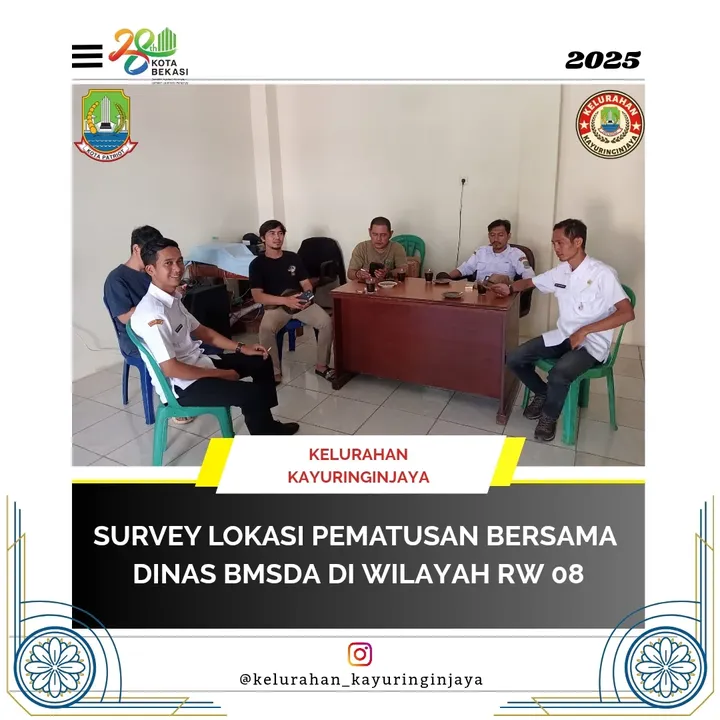 28th
KOTA
BEKASI
2025
KOTA PATRIOT
KELURAHAN
KAYURINGINJAYA
KELURAHAN
KAYURINGINJAYA
SURVEY LOKASI PEMATUSAN BERSAMA
DINAS BMSDA DI WILAYAH RW 08
@kelurahan_kayuringinjaya